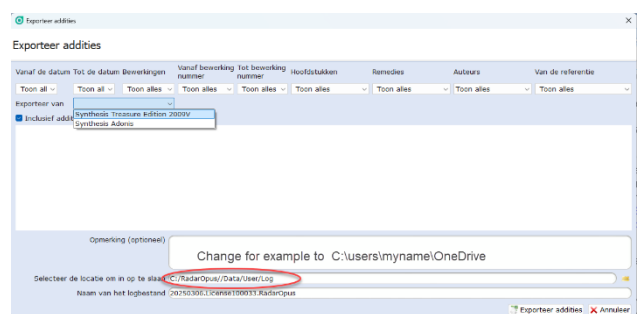 Exporteer addities
Exporteer addities
Vanaf de datum Tot de datum Bewerkingen Vanaf bewerking nummer Tot bewerking nummer Hoofdstukken Remedies Auteurs Van de referentie
Toon all Toon all Toon alles Toon alles Toon alles Toon alles Toon alles Toon alles Toon alles
Exporteer van
Synthesis Treasure Edition 2009V
Inclusief addit
Synthesis Adonis
Opmerking (optioneel)
Change for example to C:\users\myname\OneDrive
Selecteer de locatie om in op te slaan C:/RadarOpus//Data/User/Log
Naam van het logbestand 20250306.License100033.RadarOpus
Exporteer addities Annuleer